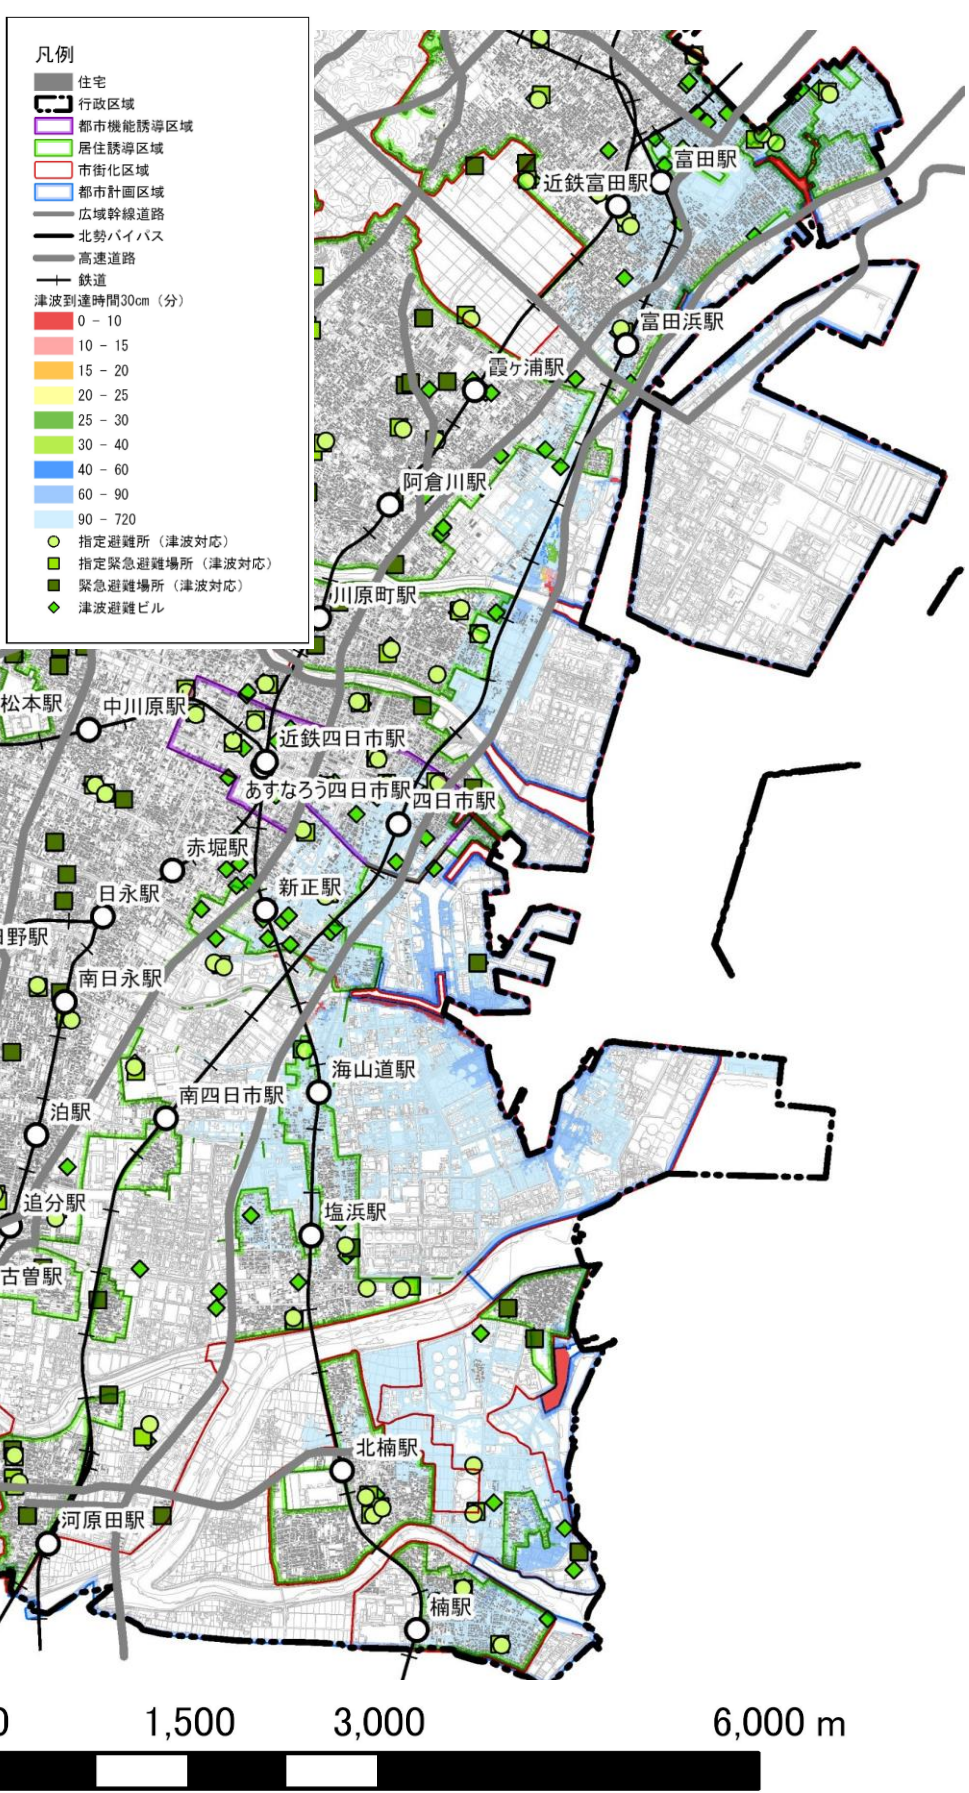 凡例
住宅
行政区域
都市機能誘導区域
居住誘導区域
市街化区域
都市計画区域
広域幹線道路
北勢バイパス
高速道路
鉄道
津波到達時間30cm（分）
0 - 10
10 - 15
15 - 20
20 - 25
25 - 30
30 - 40
40 - 60
60 - 90
90 - 720
指定避難所（津波対応）
指定緊急避難場所（津波対応）
緊急避難場所（津波対応）
津波避難ビル
富田駅
近鉄富田駅
富田浜駅
霞ヶ浦駅
阿倉川駅
川原町駅
松本駅
中川原駅
近鉄四日市駅
あすなろう四日市駅
四日市駅
赤堀駅
新正駅
日永駅
日野駅
南日永駅
海山道駅
南四日市駅
泊駅
追分駅
塩浜駅
古曽駅
北楠駅
河原田駅
楠駅
0
1,500
3,000
6,000 m